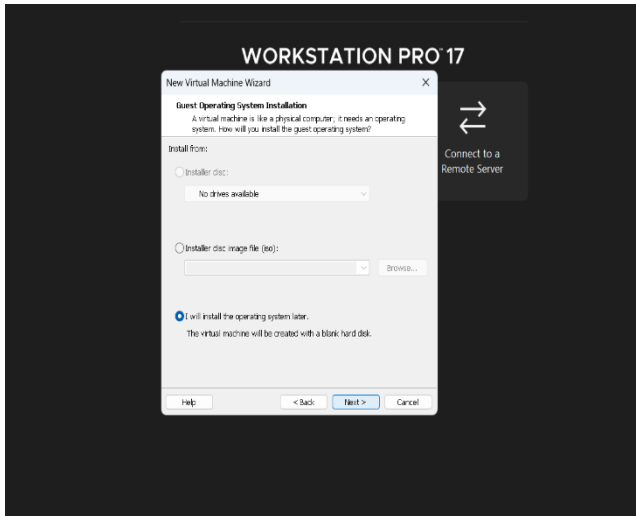 WORKSTATION PRO™ 17
New Virtual Machine Wizard
Guest Operating System Installation
A virtual machine is like a physical computer; it needs an operating
system. How will you install the guest operating system?
Install from:
Installer disc:
No drives available
Installer disc image file (iso):
Browse...
I will install the operating system later.
The virtual machine will be created with a blank hard disk.
Help
< Back
Next >
Cancel
Connect to a
Remote Server